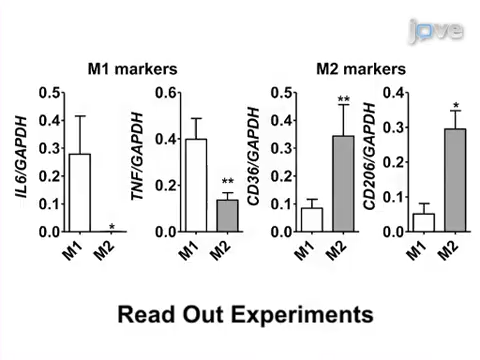 jove
M1 markers
M2 markers
IL6/GAPDH
0.5
0.4
0.3
0.2
0.1
0.0
*
M1
M2
TNF/GAPDH
0.6
0.4
0.2
0.0
**
M1
M2
CD36/GAPDH
0.5
0.4
0.3
0.2
0.1
0.0
**
M1
M2
CD206/GAPDH
0.4
0.3
0.2
0.1
0.0
*
M1
M2
Read Out Experiments